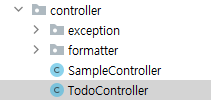 controller
exception
formatter
C SampleController
C TodoController